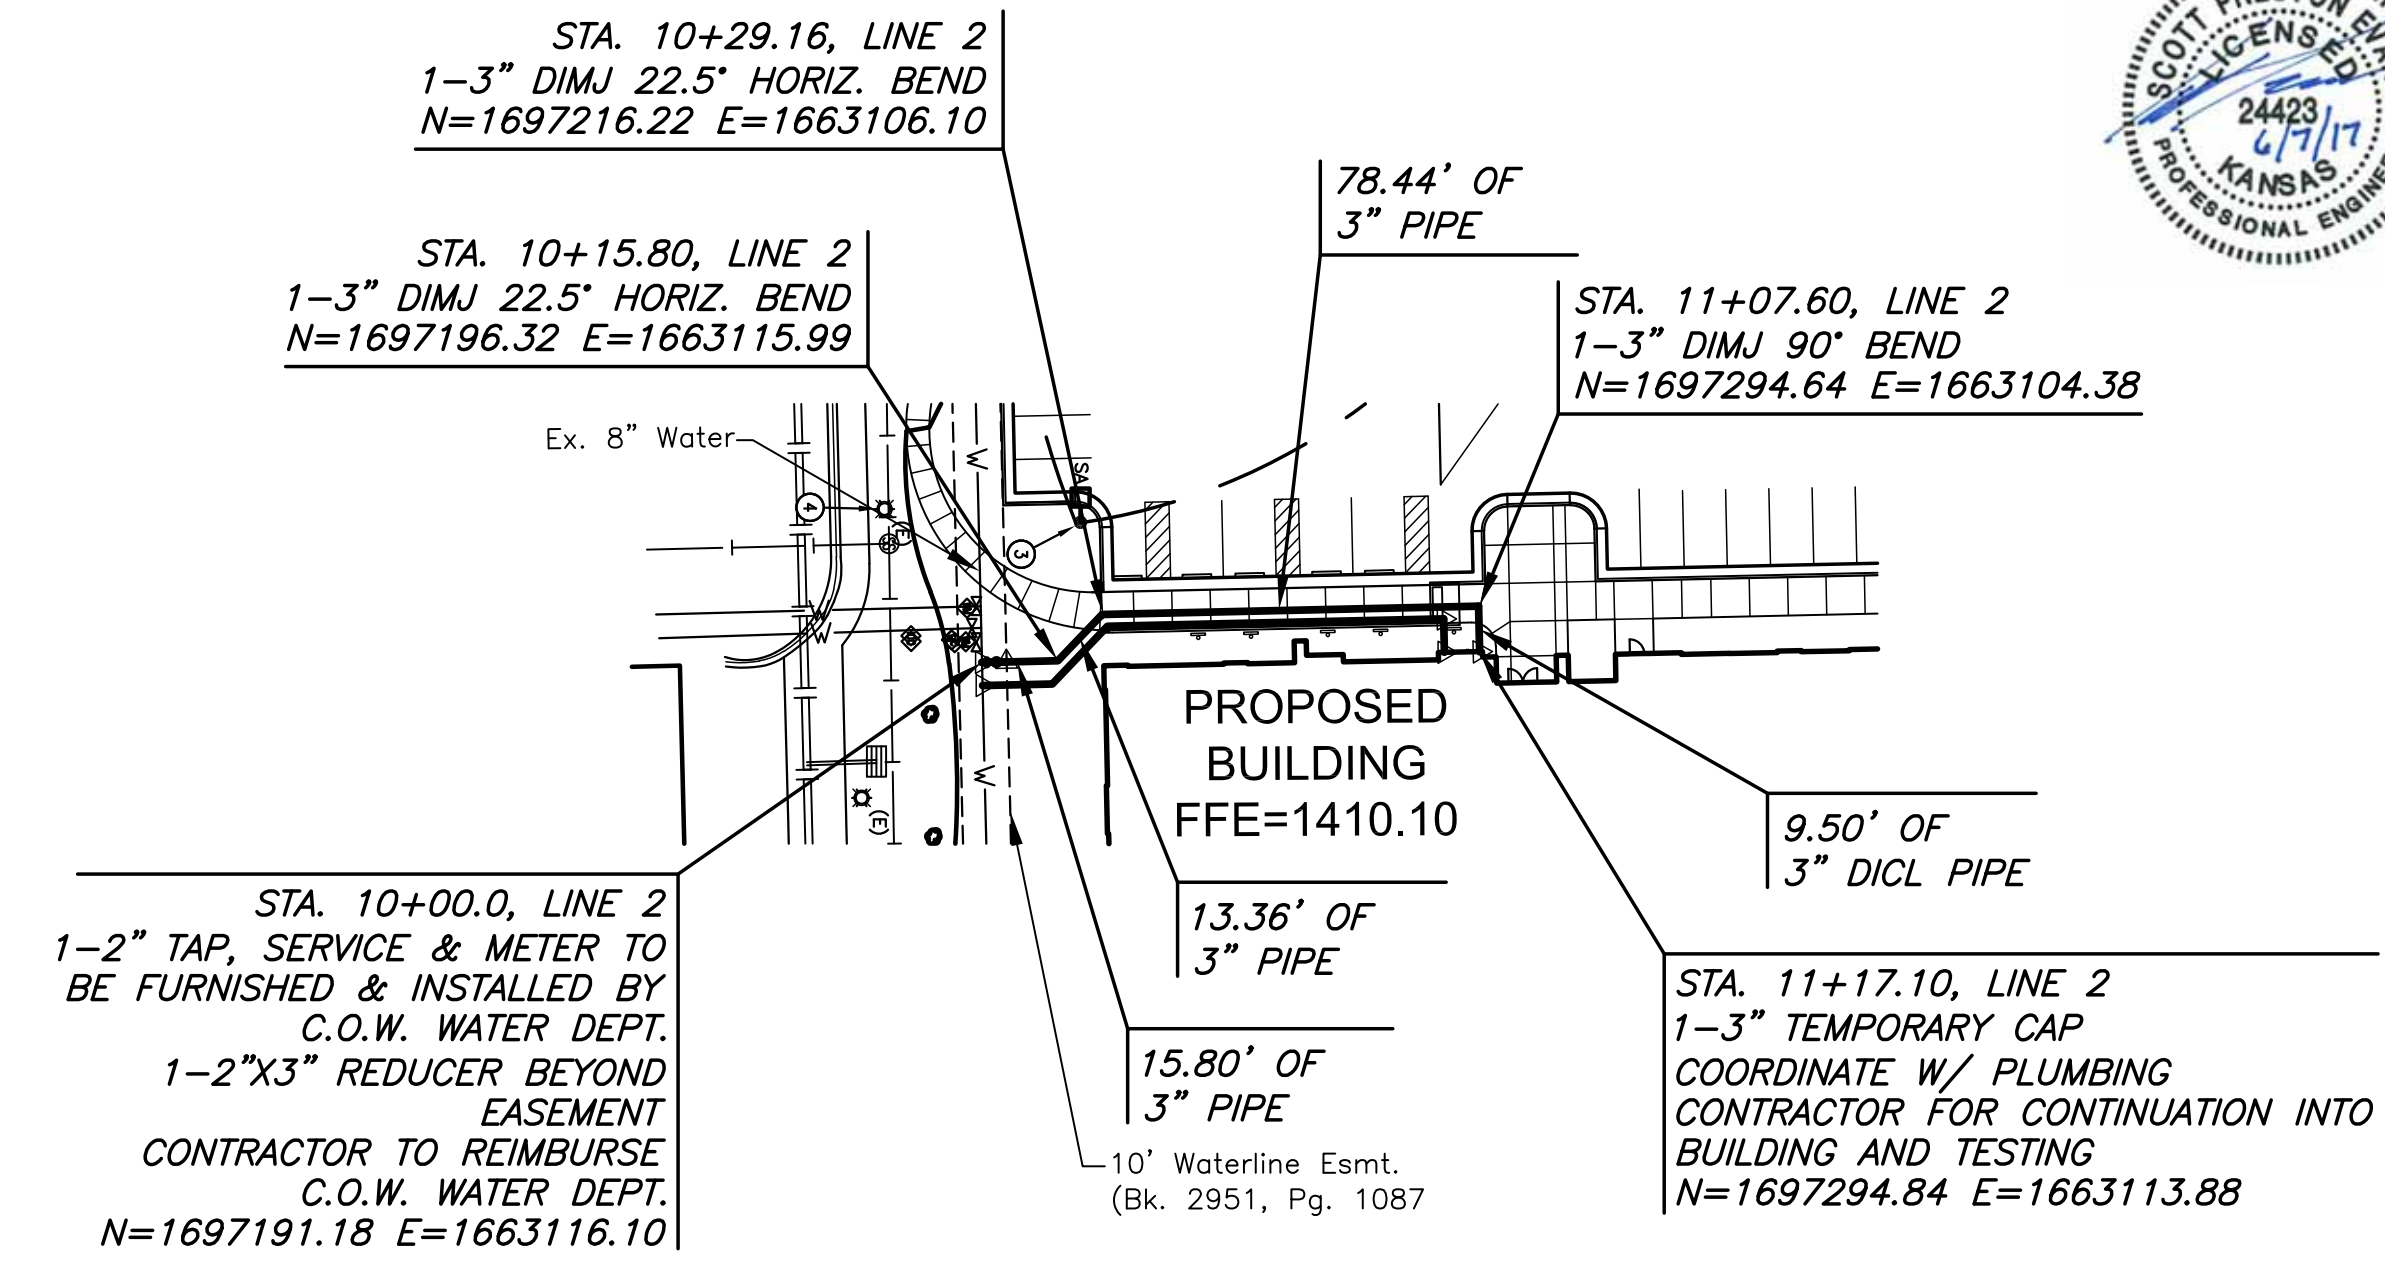 STA. 10+29.16, LINE 2
1-3" DIMJ 22.5° HORIZ. BEND
N=1697216.22 E=1663106.10
STA. 10+15.80, LINE 2
1-3" DIMJ 22.5° HORIZ. BEND
N=1697196.32 E=1663115.99
78.44' OF
3" PIPE
STA. 11+07.60, LINE 2
1-3" DIMJ 90° BEND
N=1697294.64 E=1663104.38
LICENSED
24423
6/7/17
KANSAS
SCOTT
PROFESSIONAL
Ex. 8" Water
W
SA
4
(E)
3
SS
W
W
PROPOSED
BUILDING
FFE=1410.10
W
(E)
9.50' OF
3" DICL PIPE
13.36' OF
3" PIPE
15.80' OF
3" PIPE
10' Waterline Esmt.
(Bk. 2951, Pg. 1087
STA. 10+00.0, LINE 2
1-2" TAP, SERVICE & METER TO
BE FURNISHED & INSTALLED BY
C.O.W. WATER DEPT.
1-2"X3" REDUCER BEYOND
EASEMENT
CONTRACTOR TO REIMBURSE
C.O.W. WATER DEPT.
N=1697191.18 E=1663116.10
STA. 11+17.10, LINE 2
1-3" TEMPORARY CAP
COORDINATE W/ PLUMBING
CONTRACTOR FOR CONTINUATION INTO
BUILDING AND TESTING
N=1697294.84 E=1663113.88